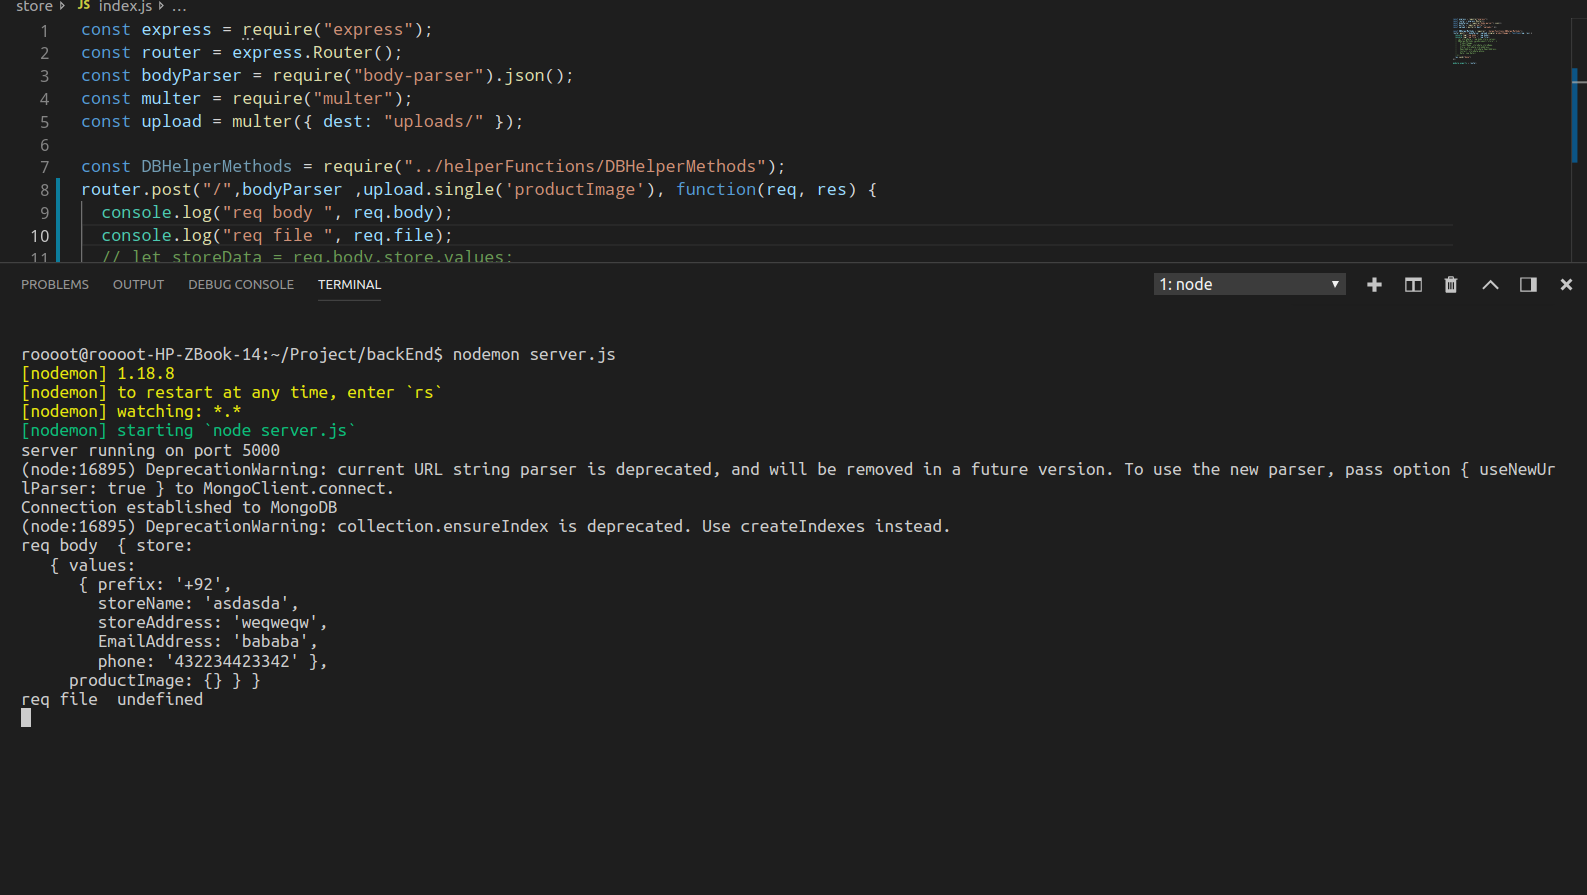 store ▹ JS index.js ▹ ...
1 const express = require("express");
2 const router = express.Router();
3 const bodyParser = require("body-parser").json();
4 const multer = require("multer");
5 const upload = multer({ dest: "uploads/" });
6
7 const DBHelperMethods = require("../helperFunctions/DBHelperMethods");
8 router.post("/",bodyParser ,upload.single('productImage'), function(req, res) {
9 console.log("req body ", req.body);
10 console.log("req file ", req.file);
11 // let storeData = req.body.store.values;
PROBLEMS OUTPUT DEBUG CONSOLE TERMINAL 1: node
roooot@roooot-HP-ZBook-14:~/Project/backEnd$ nodemon server.js
[nodemon] 1.18.8
[nodemon] to restart at any time, enter `rs`
[nodemon] watching: *.*
[nodemon] starting `node server.js`
server running on port 5000
(node:16895) DeprecationWarning: current URL string parser is deprecated, and will be removed in a future version. To use the new parser, pass option { useNewUr
lParser: true } to MongoClient.connect.
Connection established to MongoDB
(node:16895) DeprecationWarning: collection.ensureIndex is deprecated. Use createIndexes instead.
req body  { store:
{ values:
{ prefix: '+92',
storeName: 'asdasda',
storeAddress: 'weqweqw',
EmailAddress: 'bababa',
phone: '432234423342' },
productImage: {} } }
req file  undefined